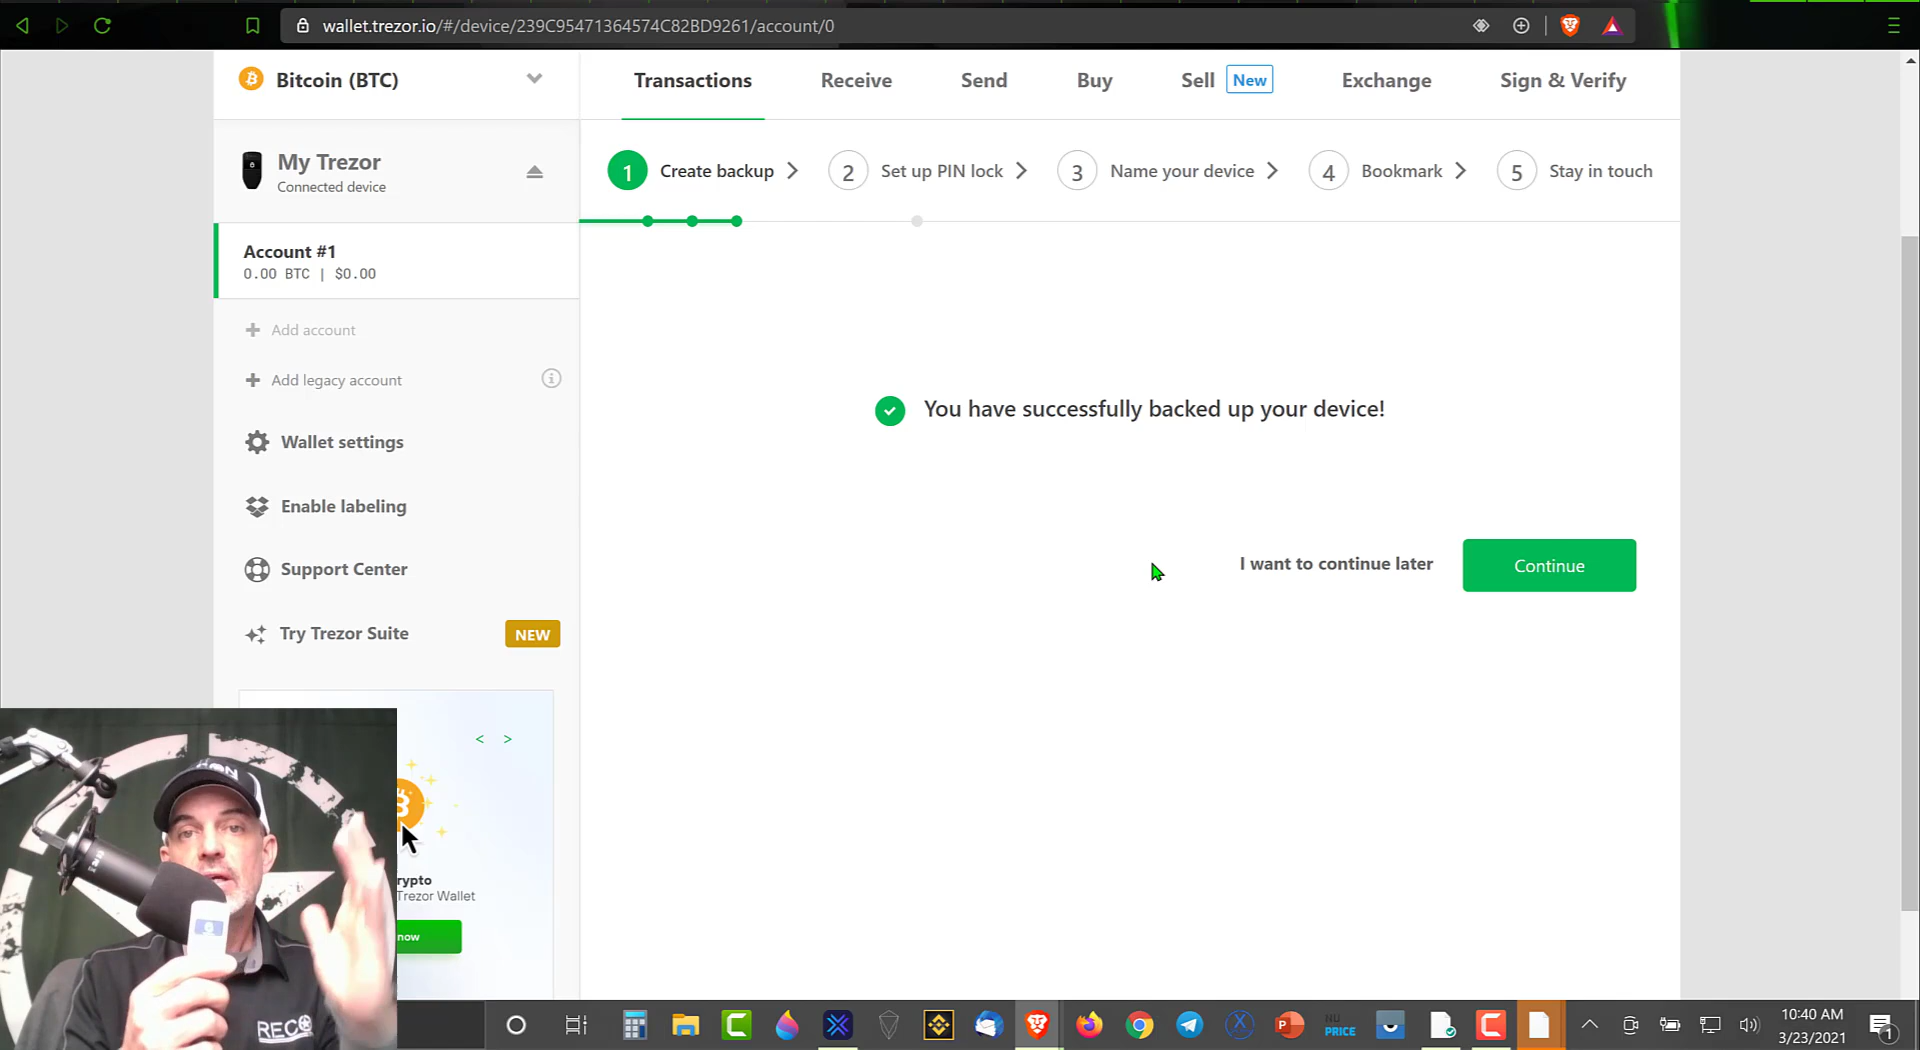 wallet.trezor.io/#/device/239C95471364574C82BD9261/account/0
Bitcoin (BTC)
Transactions
Receive
Send
Buy
Sell
New
Exchange
Sign & Verify
My Trezor
Connected device
1
Create backup
2
Set up PIN lock
3
Name your device
4
Bookmark
5
Stay in touch
Account #1
0.00 BTC | $0.00
Add account
Add legacy account
Wallet settings
Enable labeling
Support Center
Try Trezor Suite
NEW
You have successfully backed up your device!
I want to continue later
Continue
< >
rypto
Trezor Wallet
now
NU
PRICE
10:40 AM
3/23/2021
1